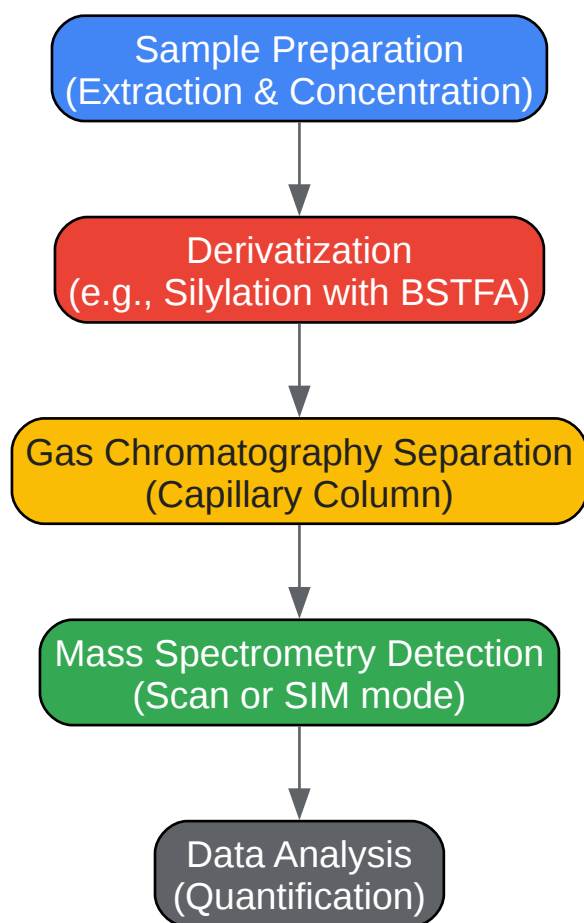 Sample Preparation
(Extraction & Concentration)
Derivatization
(e.g., Silylation with BSTFA)
Gas Chromatography Separation
(Capillary Column)
Mass Spectrometry Detection
(Scan or SIM mode)
Data Analysis
(Quantification)